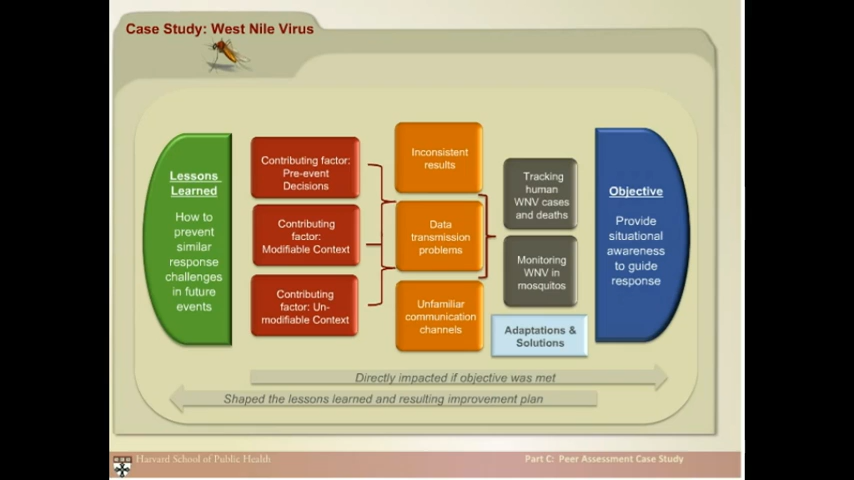 Case Study: West Nile Virus
Lessons
Learned
How to
prevent
similar
response
challenges
in future
events
Contributing factor:
Pre-event
Decisions
Contributing
factor:
Modifiable Context
Contributing
factor: Un-
modifiable Context
Inconsistent
results
Data
transmission
problems
Unfamiliar
communication
channels
Tracking
human
WNV cases
and deaths
Monitoring
WNV in
mosquitos
Adaptations &
Solutions
Objective
Provide
situational
awareness
to guide
response
Directly impacted if objective was met
Shaped the lessons learned and resulting improvement plan
Harvard School of Public Health
Part C: Peer Assessment Case Study